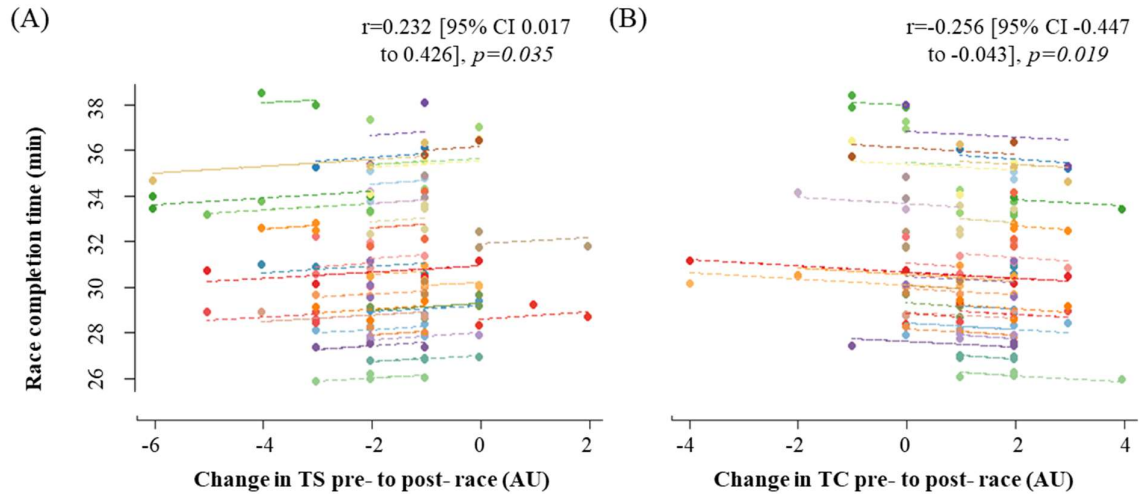 (A)
r=0.232 [95% CI 0.017
to 0.426], p=0.035
(B)
r=-0.256 [95% CI -0.447
to -0.043], p=0.019
Race completion time (min)
38
36
34
32
30
28
26
-6 -4 -2 0 2
-4 -2 0 2 4
Change in TS pre- to post- race (AU)
Change in TC pre- to post- race (AU)